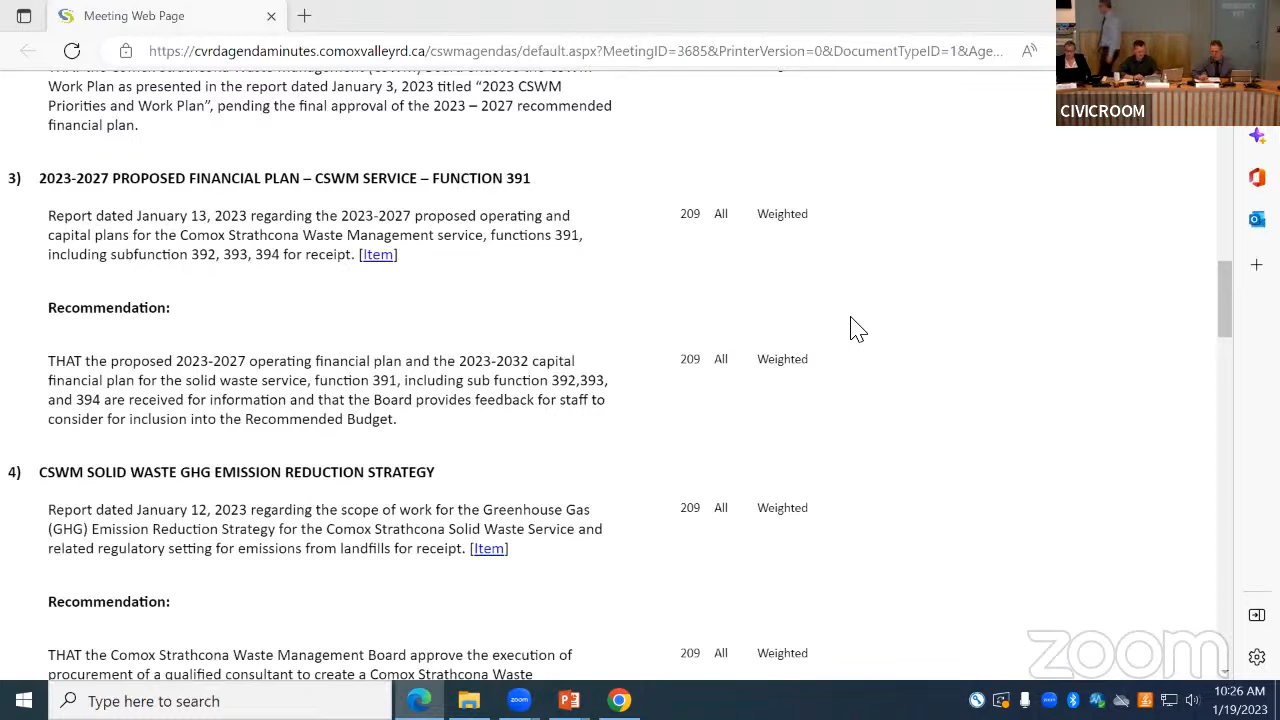 Meeting Web Page
https://cvrdagendaminutes.comoxvalleyrd.ca/cswmagendas/default.aspx?MeetingID=3685&PrinterVersion=0&DocumentTypeID=1&Age...
CIVICROOM
Work Plan as presented in the report dated January 3, 2023 titled “2023 CSWM
Priorities and Work Plan”, pending the final approval of the 2023 – 2027 recommended
financial plan.
3) 2023-2027 PROPOSED FINANCIAL PLAN – CSWM SERVICE – FUNCTION 391
Report dated January 13, 2023 regarding the 2023-2027 proposed operating and 209 All Weighted
capital plans for the Comox Strathcona Waste Management service, functions 391,
including subfunction 392, 393, 394 for receipt. [Item]
Recommendation:
THAT the proposed 2023-2027 operating financial plan and the 2023-2032 capital 209 All Weighted
financial plan for the solid waste service, function 391, including sub function 392,393,
and 394 are received for information and that the Board provides feedback for staff to
consider for inclusion into the Recommended Budget.
4) CSWM SOLID WASTE GHG EMISSION REDUCTION STRATEGY
Report dated January 12, 2023 regarding the scope of work for the Greenhouse Gas 209 All Weighted
(GHG) Emission Reduction Strategy for the Comox Strathcona Solid Waste Service and
related regulatory setting for emissions from landfills for receipt. [Item]
Recommendation:
THAT the Comox Strathcona Waste Management Board approve the execution of 209 All Weighted
procurement of a qualified consultant to create a Comox Strathcona Waste
zoom
Type here to search
zoom
10:26 AM
1/19/2023